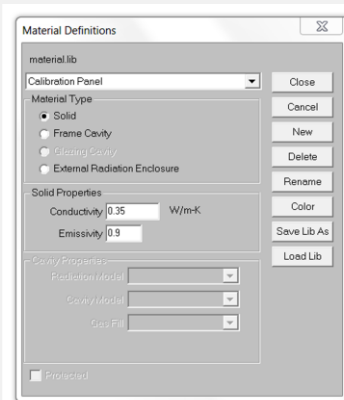 Material Definitions
material.lib
Calibration Panel
Close
Material Type
Cancel
Solid
Frame Cavity
New
Glazing Cavity
Delete
External Radiation Enclosure
Rename
Solid Properties
Color
Conductivity 0.35 W/m-K
Save Lib As
Emissivity 0.9
Load Lib
Cavity Properties
Radiation Model
Cavity Model
Gas Fill
Protected